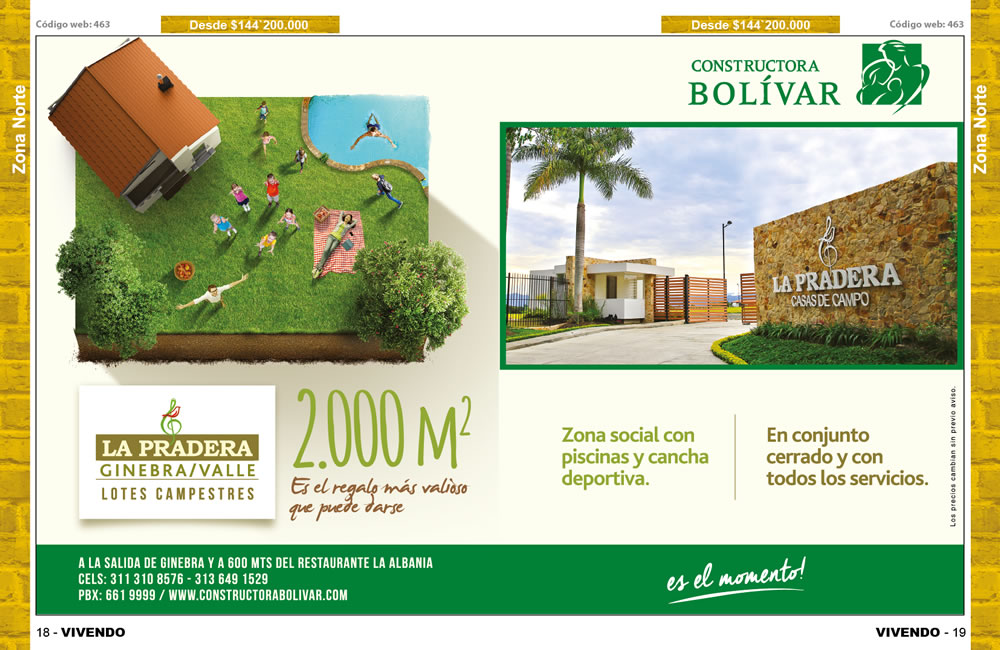 Código web: 463
Desde $144`200.000
Desde $144`200.000
Código web: 463
Zona Norte
Zona Norte
CONSTRUCTORA
BOLÍVAR
LA PRADERA
CASAS DE CAMPO
LA PRADERA
GINEBRA/VALLE
LOTES CAMPESTRES
2.000 M²
Es el regalo más valioso
que puede darse
Zona social con
piscinas y cancha
deportiva.
En conjunto
cerrado y con
todos los servicios.
Los precios cambian sin previo aviso.
A LA SALIDA DE GINEBRA Y A 600 MTS DEL RESTAURANTE LA ALBANIA
CELS: 311 310 8576 - 313 649 1529
PBX: 661 9999 / WWW.CONSTRUCTORABOLIVAR.COM
es el momento!
18 - VIVENDO
VIVENDO - 19